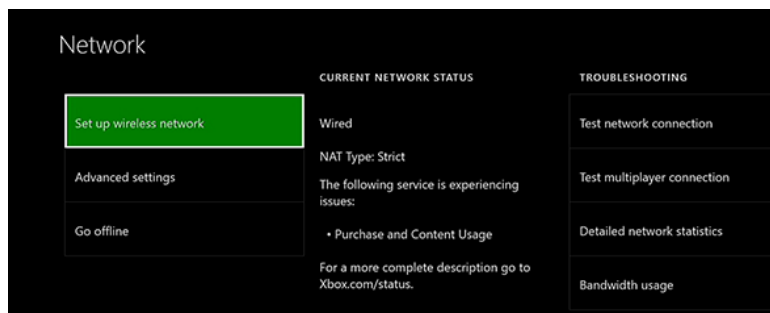 Network
Set up wireless network
Advanced settings
Go offline
CURRENT NETWORK STATUS
Wired
NAT Type: Strict
The following service is experiencing
issues:
• Purchase and Content Usage
For a more complete description go to
Xbox.com/status.
TROUBLESHOOTING
Test network connection
Test multiplayer connection
Detailed network statistics
Bandwidth usage